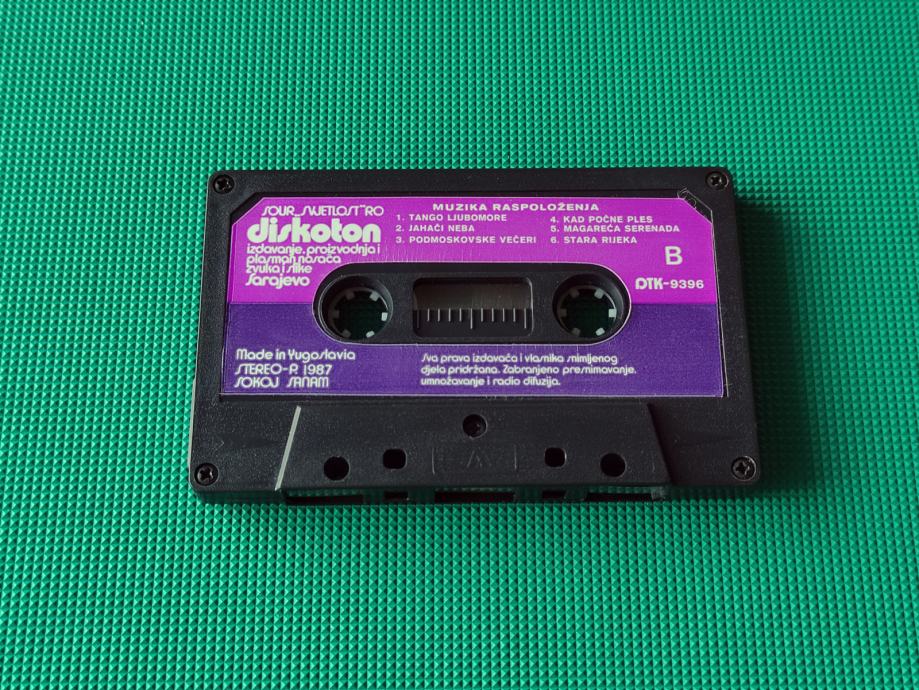 SOUR „SVJETLOST" RO
diskoton
izdavanje, proizvodnja i
plasman nasača
zvuka i slike
Sarajevo
MUZIKA RASPOLOŽENJA
1. TANGO LJUBOMORE
2. JAHAĆI NEBA
3. PODMOSKOVSKE VEČERI
4. KAD POČNE PLES
5. MAGAREĆA SERENADA
6. STARA RIJEKA
B
DTK-9396
Made in Yugoslavia
STEREO-P. 1987
SOKOJ SANAM
Sva prava izdavača i vlasnika snimljenog
djela pridržana. Zabranjeno presnimavanje,
umnožavanje i radio difuzija.